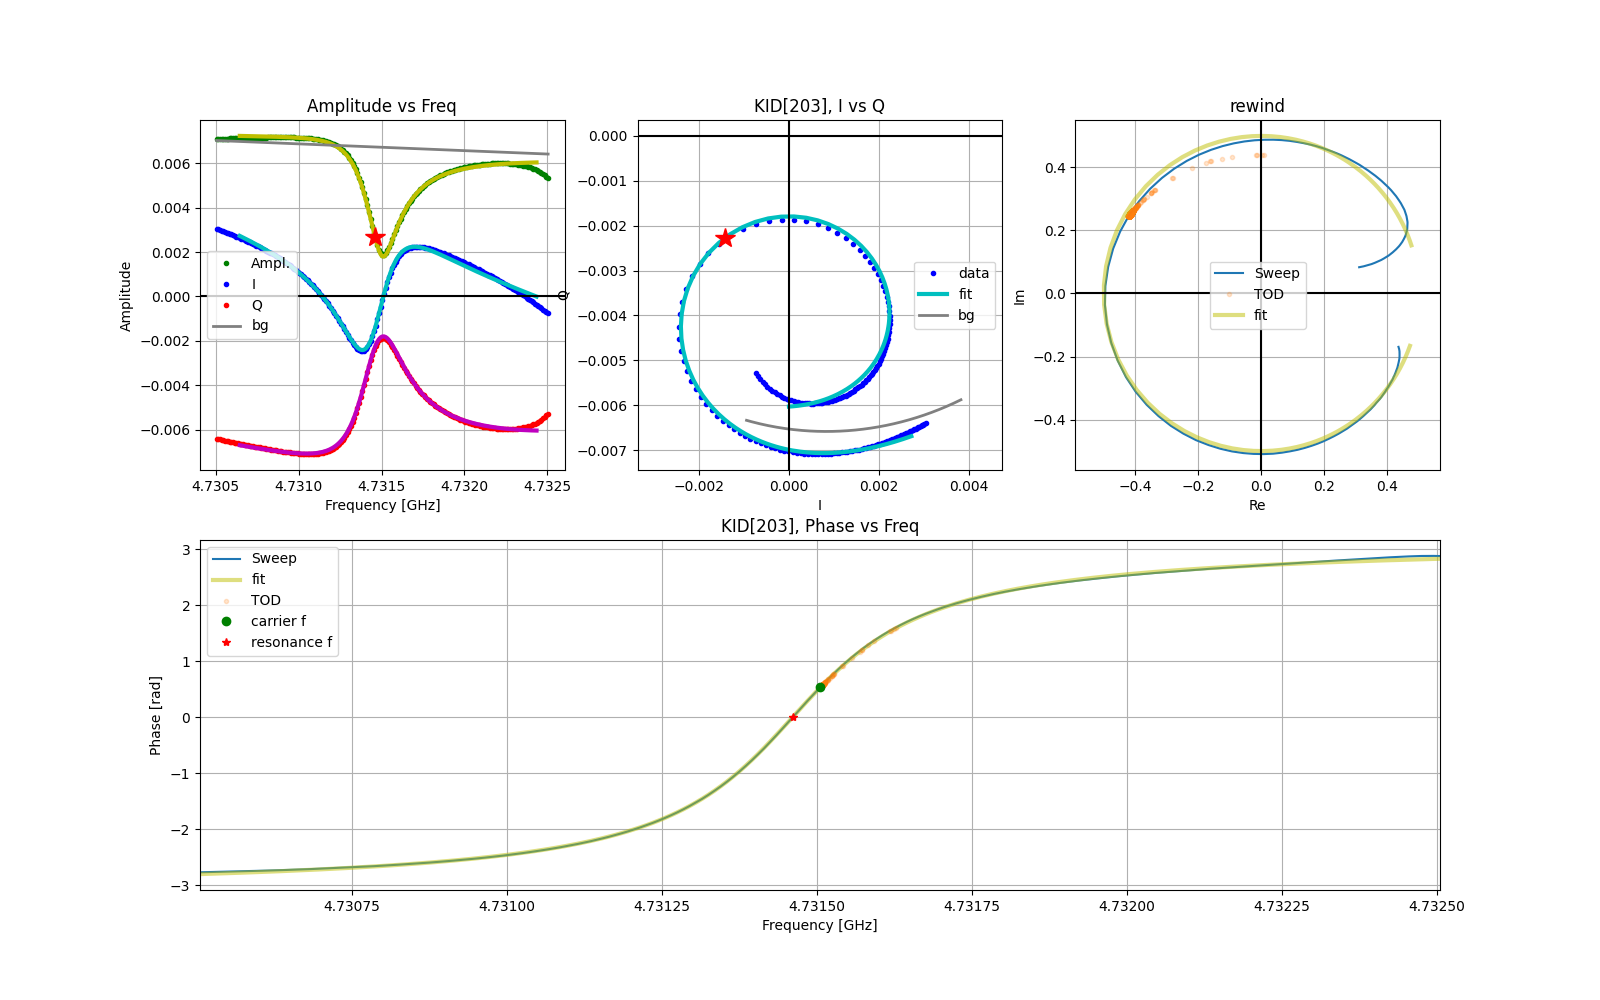 Amplitude vs Freq
KID[203], I vs Q
rewind
Amplitude
0.006
0.004
0.002
0.000
−0.002
−0.004
−0.006
Ampl.
I
Q
bg
4.7305
4.7310
4.7315
4.7320
4.7325
Frequency [GHz]
Q
0.000
−0.001
−0.002
−0.003
−0.004
−0.005
−0.006
−0.007
data
fit
bg
−0.002
0.000
0.002
0.004
I
Im
0.4
0.2
0.0
−0.2
−0.4
Sweep
TOD
fit
−0.4
−0.2
0.0
0.2
0.4
Re
KID[203], Phase vs Freq
Phase [rad]
3
2
1
0
−1
−2
−3
Sweep
fit
TOD
carrier f
resonance f
4.73075
4.73100
4.73125
4.73150
4.73175
4.73200
4.73225
4.73250
Frequency [GHz]